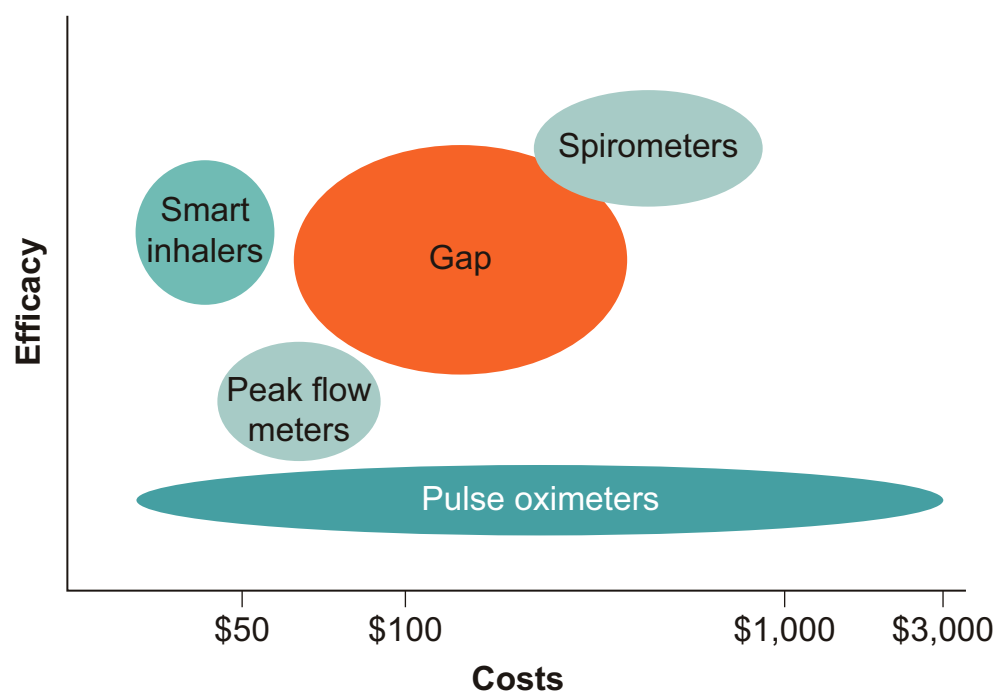 Spirometers
Smart
inhalers
Gap
Efficacy
Peak flow
meters
Pulse oximeters
$50
$100
$1,000
$3,000
Costs